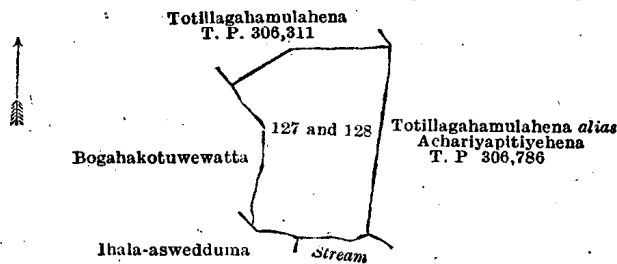 Totillagahamulahena
T. P. 306,311
127 and 128
Totillagahamulahena alias
Achariyapitiyehena
T. P 306,786
Bogahakotuwewatta
Ihala-aswedduma
Stream